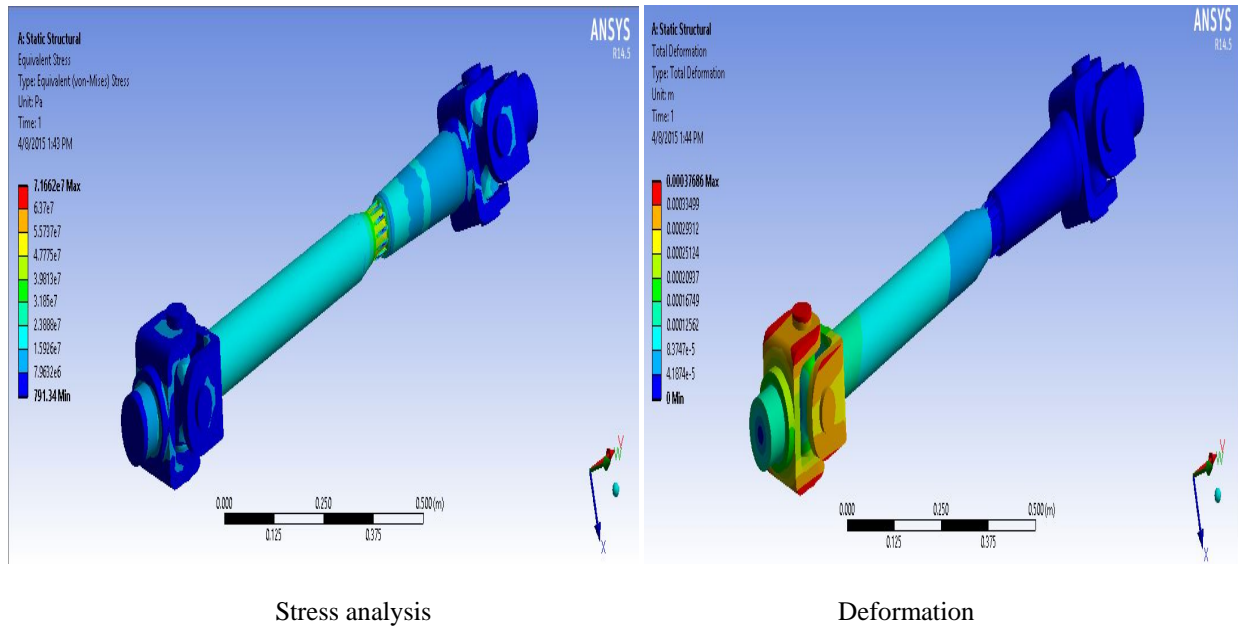 A: Static Structural
Equivalent Stress
Type: Equivalent (von-Mises) Stress
Unit: Pa
Time: 1
4/8/2015 1:43 PM
7.1662e7 Max
6.37e7
5.5737e7
4.7775e7
3.9813e7
3.185e7
2.3888e7
1.5926e7
7.9632e6
791.34 Min
ANSYS
R14.5
0.000 0.250 0.500 (m)
0.125 0.375
Y
X
A: Static Structural
Total Deformation
Type: Total Deformation
Unit: m
Time: 1
4/8/2015 1:44 PM
0.00037686 Max
0.00033499
0.00029312
0.00025124
0.00020937
0.00016749
0.00012562
8.3747e-5
4.1874e-5
0 Min
ANSYS
R14.5
0.000 0.250 0.500 (m)
0.125 0.375
Y
X
Stress analysis Deformation